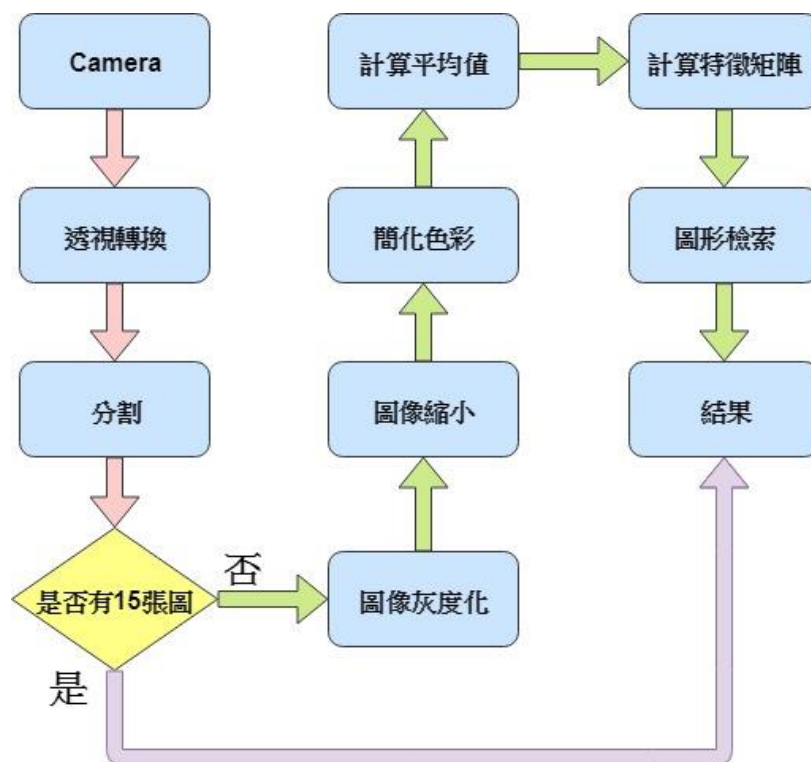 Camera
透視轉換
分割
是否有15張圖
是
否
圖像灰度化
圖像縮小
簡化色彩
計算平均值
計算特徵矩陣
圖形檢索
結果